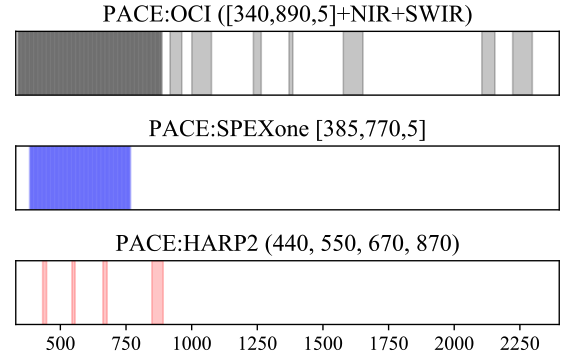 PACE:OCI ([340,890,5]+NIR+SWIR)
PACE:SPEXone [385,770,5]
PACE:HARP2 (440, 550, 670, 870)
500 750 1000 1250 1500 1750 2000 2250